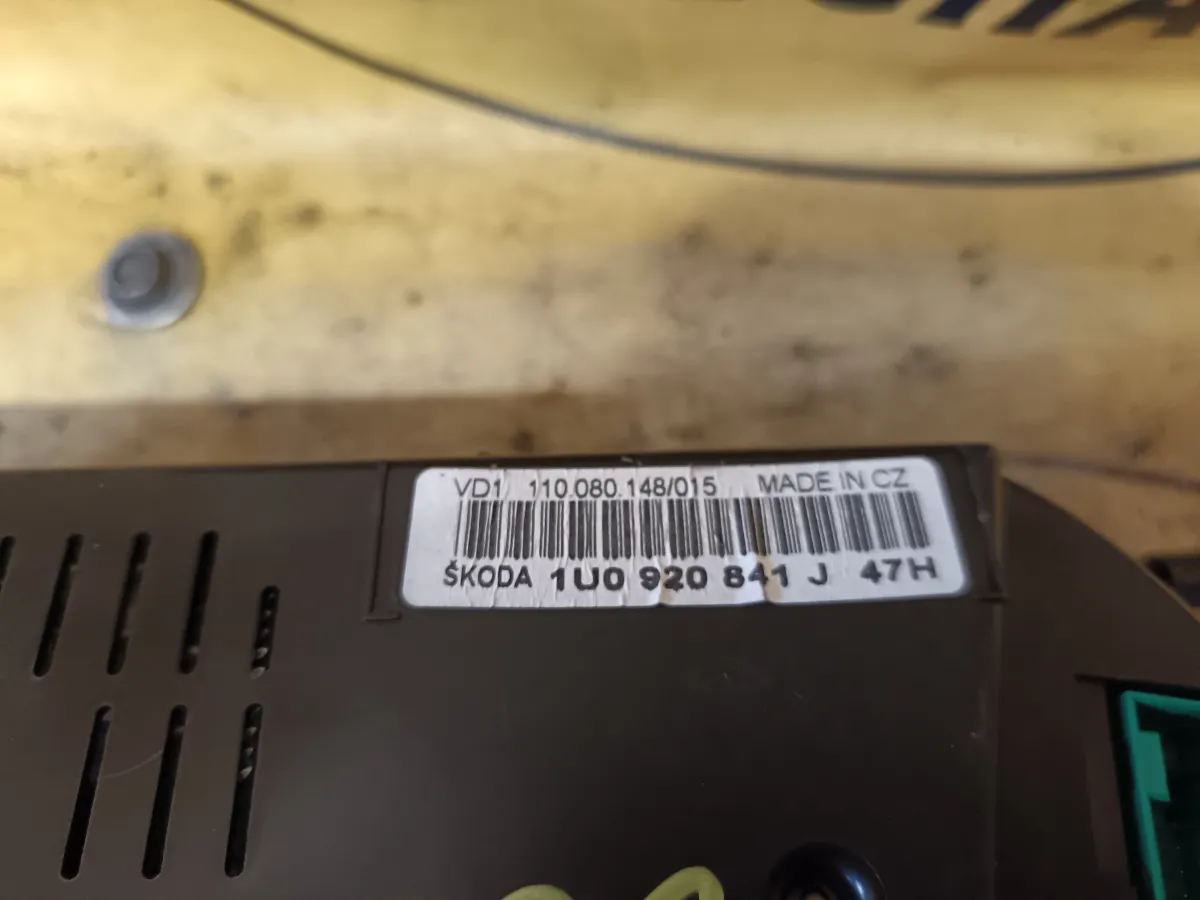 VD1 110.080.148/015 MADE IN CZ
ŠKODA 1U0 920 841 J 47H